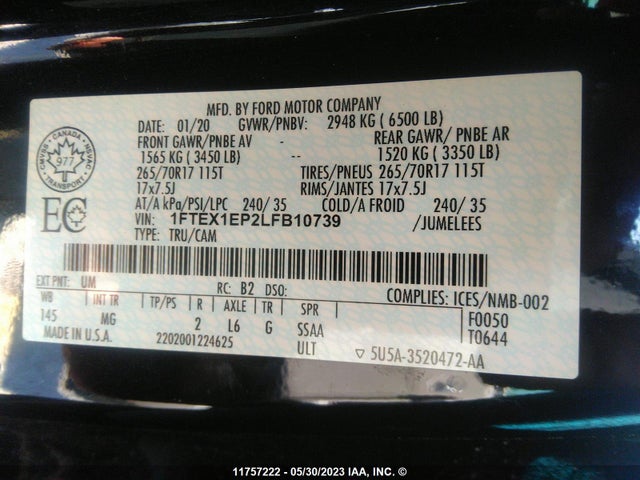 MFD. BY FORD MOTOR COMPANY
DATE: 01/20 GVWR/PNBV: 2948 KG ( 6500 LB)
FRONT GAWR/PNBE AV REAR GAWR/ PNBE AR
1565 KG ( 3450 LB) -- 1520 KG ( 3350 LB)
265/70R17 115T TIRES/PNEUS 265/70R17 115T
17x7.5J RIMS/JANTES 17x7.5J
AT/A kPa/PSI/LPC 240/ 35 COLD/A FROID 240/ 35
VIN: 1FTEX1EP2LFB10739 /JUMELEES
TYPE: TRU/CAM
CANADA
CMVSS NSVAC
977
TRANSPORT
EC
EXT PNT: UM RC: B2 DSO: COMPLIES: ICES/NMB-002
WB INT TR TP/PS R AXLE TR SPR F0050
145 MG 2 L6 G SSAA T0644
MADE IN U.S.A. 2202001224625 ULT ▽ 5U5A-3520472-AA
11757222 - 05/30/2023 IAA, INC. ©